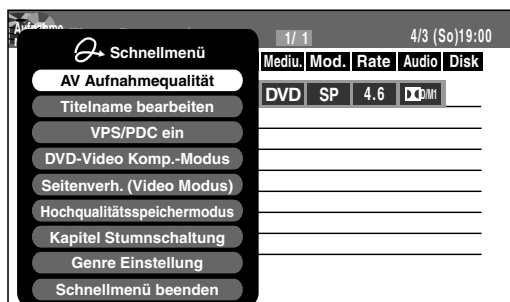 Aufnahme
1/ 1
4/3 (So)19:00
Schnellmenü
Mediu. Mod. Rate Audio Disk
AV Aufnahmequalität
DVD SP 4.6 D/M1
Titelname bearbeiten
VPS/PDC ein
DVD-Video Komp.-Modus
Seitenverh. (Video Modus)
Hochqualitätsspeichermodus
Kapitel Stumnschaltung
Genre Einstellung
Schnellmenü beenden